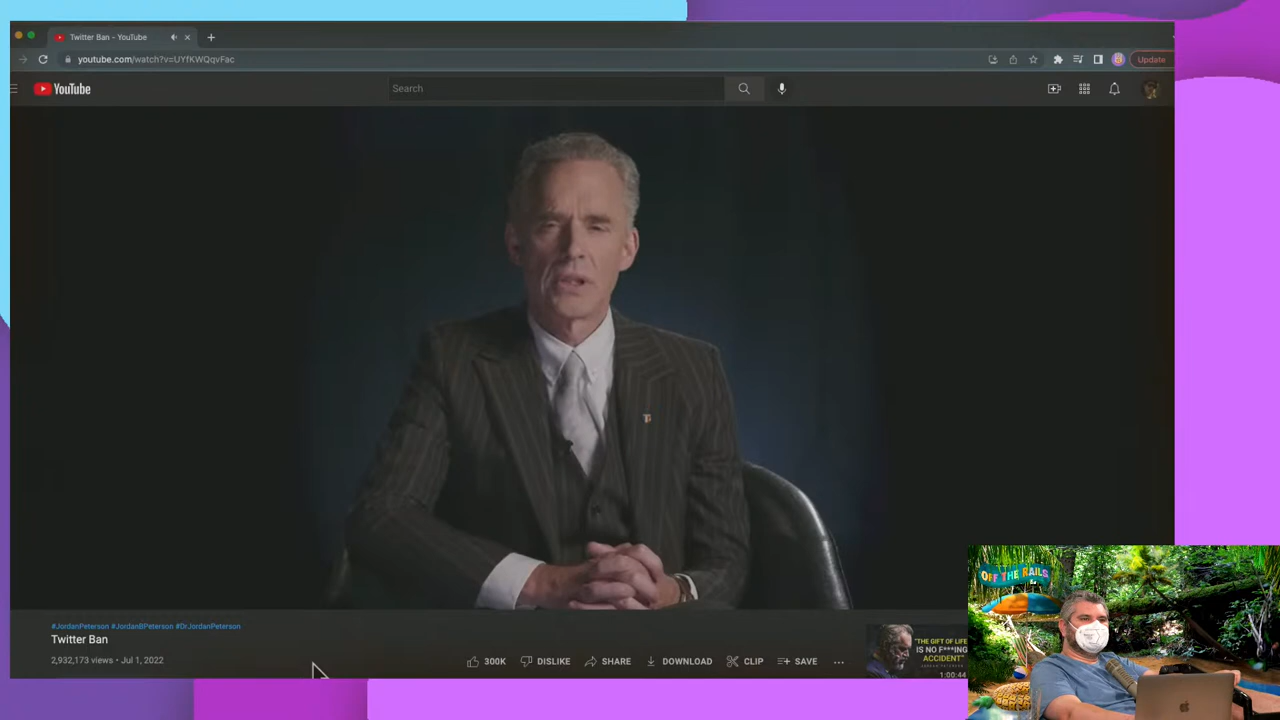 Twitter Ban - YouTube
youtube.com/watch?v=UYfKWQqvFac
Update
YouTube
Search
#JordanPeterson #JordanBPeterson #DrJordanPeterson
Twitter Ban
2,932,173 views • Jul 1, 2022
300K
DISLIKE
SHARE
DOWNLOAD
CLIP
SAVE
"THE GIFT OF LIFE
IS NO F***ING
ACCIDENT"
JORDAN PETERSON
1:00:44
OFF THE RAILS